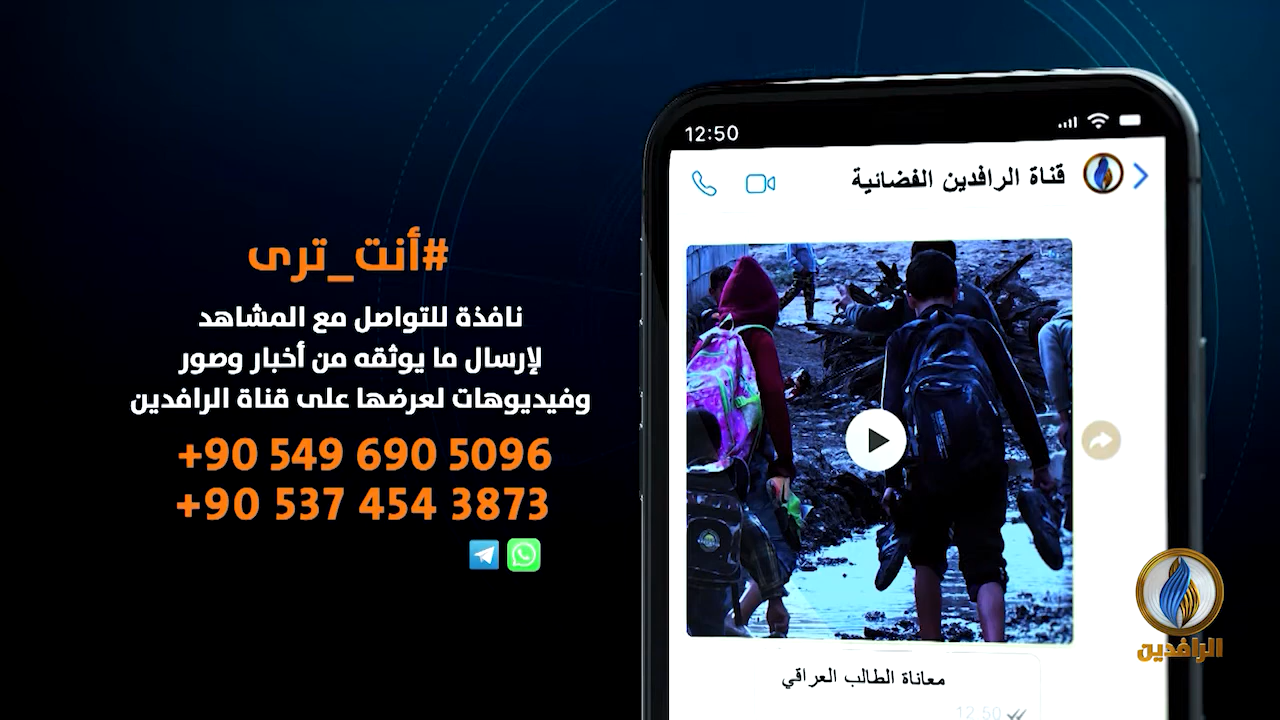 #أنت_ترى
نافذة للتواصل مع المشاهد
لإرسال ما يوثقه من أخبار وصور
وفيديوهات لعرضها على قناة الرافدين
+90 549 690 5096
+90 537 454 3873
12:50
قناة الرافدين الفضائية
معاناة الطالب العراقي
12:50
الرافدين